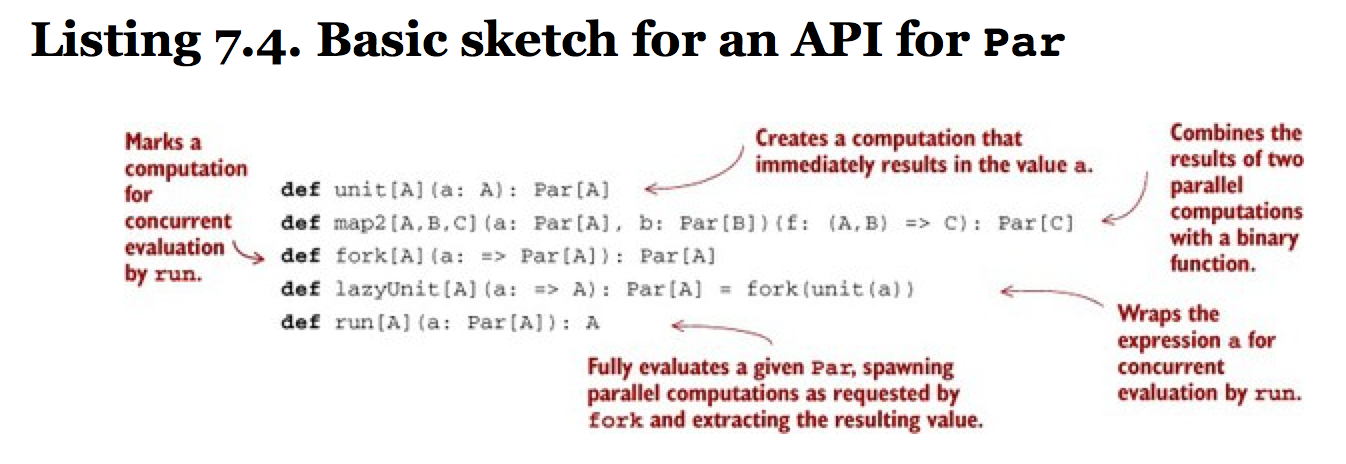 Listing 7.4. Basic sketch for an API for Par
Marks a
computation
for
concurrent
evaluation
by run.
Creates a computation that
immediately results in the value a.
Combines the
results of two
parallel
computations
with a binary
function.
def unit[A](a: A): Par[A]
def map2[A,B,C](a: Par[A], b: Par[B])(f: (A,B) => C): Par[C]
def fork[A](a: => Par[A]): Par[A]
def lazyUnit[A](a: => A): Par[A] = fork(unit(a))
def run[A](a: Par[A]): A
Wraps the
expression a for
concurrent
evaluation by run.
Fully evaluates a given Par, spawning
parallel computations as requested by
fork and extracting the resulting value.